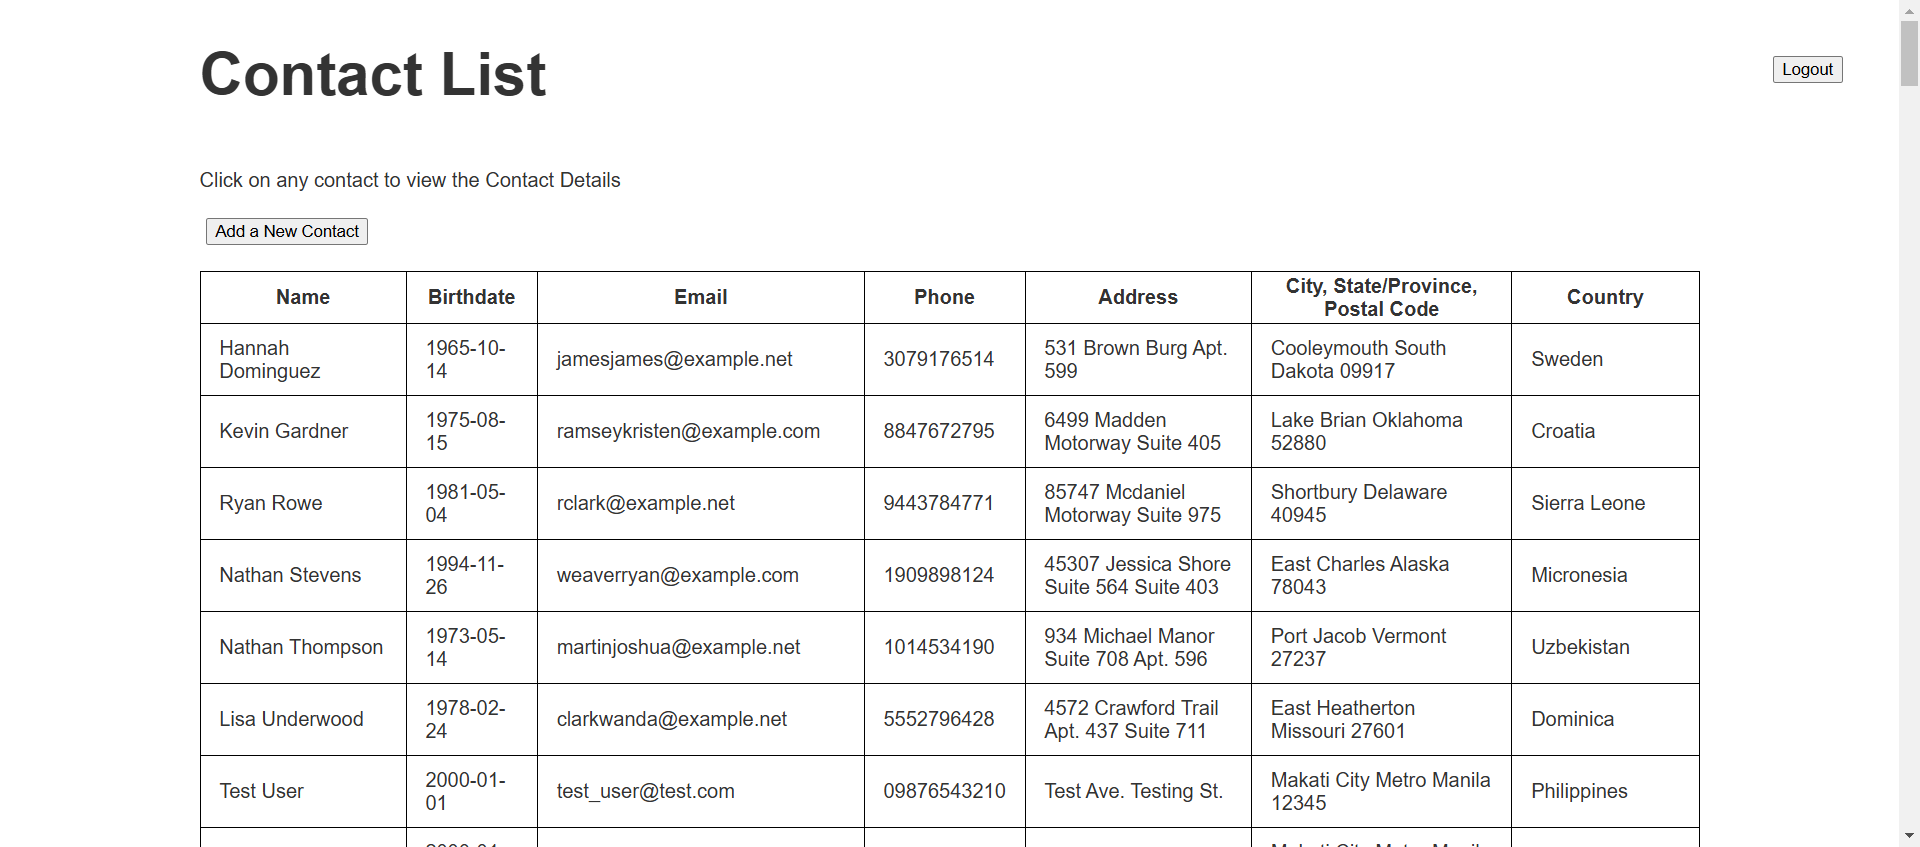 Contact List
Logout
Click on any contact to view the Contact Details
Add a New Contact
Name Birthdate Email Phone Address City, State/Province, Postal Code Country
Hannah Dominguez 1965-10-14 jamesjames@example.net 3079176514 531 Brown Burg Apt. 599 Cooleymouth South Dakota 09917 Sweden
Kevin Gardner 1975-08-15 ramseykristen@example.com 8847672795 6499 Madden Motorway Suite 405 Lake Brian Oklahoma 52880 Croatia
Ryan Rowe 1981-05-04 rclark@example.net 9443784771 85747 Mcdaniel Motorway Suite 975 Shortbury Delaware 40945 Sierra Leone
Nathan Stevens 1994-11-26 weaverryan@example.com 1909898124 45307 Jessica Shore Suite 564 Suite 403 East Charles Alaska 78043 Micronesia
Nathan Thompson 1973-05-14 martinjoshua@example.net 1014534190 934 Michael Manor Suite 708 Apt. 596 Port Jacob Vermont 27237 Uzbekistan
Lisa Underwood 1978-02-24 clarkwanda@example.net 5552796428 4572 Crawford Trail Apt. 437 Suite 711 East Heatherton Missouri 27601 Dominica
Test User 2000-01-01 test_user@test.com 09876543210 Test Ave. Testing St. Makati City Metro Manila 12345 Philippines